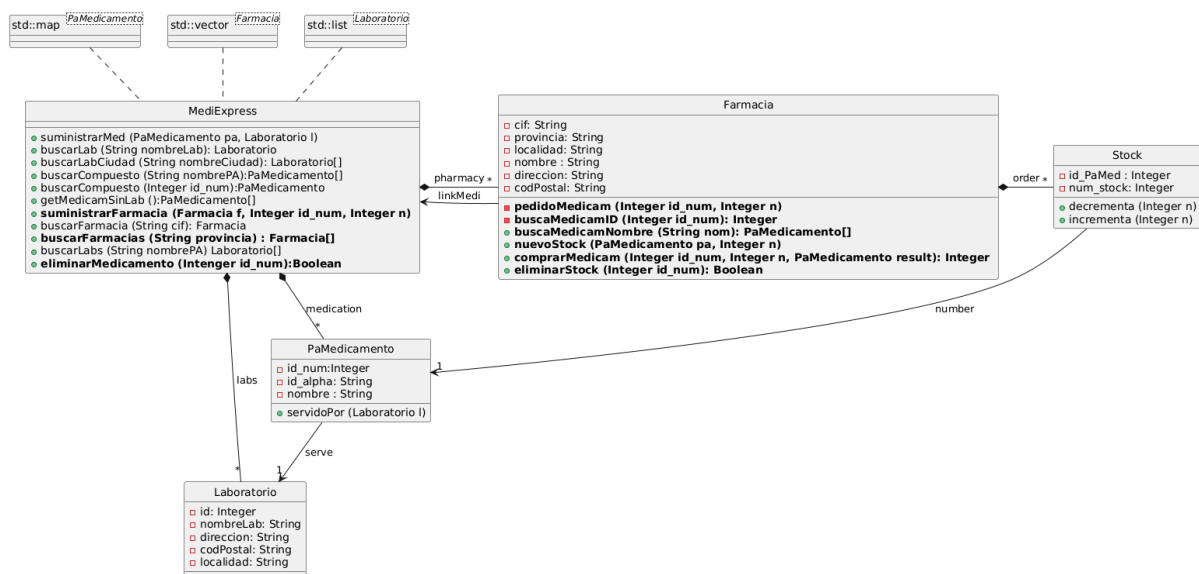 std::map
PaMedicamento
std::vector
Farmacia
std::list
Laboratorio
MediExpress
suministrarMed (PaMedicamento pa, Laboratorio l)
buscarLab (String nombreLab): Laboratorio
buscarLabCiudad (String nombreCiudad): Laboratorio[]
buscarCompuesto (String nombrePA):PaMedicamento[]
buscarCompuesto (Integer id_num):PaMedicamento
getMedicamSinLab ():PaMedicamento[]
suministrarFarmacia (Farmacia f, Integer id_num, Integer n)
buscarFarmacia (String cif): Farmacia
buscarFarmacias (String provincia) : Farmacia[]
buscarLabs (String nombrePA) Laboratorio[]
eliminarMedicamento (Intenger id_num):Boolean
pharmacy *
linkMedi
Farmacia
cif: String
provincia: String
localidad: String
nombre : String
direccion: String
codPostal: String
pedidoMedicam (Integer id_num, Integer n)
buscaMedicamID (Integer id_num): Integer
buscaMedicamNombre (String nom): PaMedicamento[]
nuevoStock (PaMedicamento pa, Integer n)
comprarMedicam (Integer id_num, Integer n, PaMedicamento result): Integer
eliminarStock (Integer id_num): Boolean
order *
Stock
id_PaMed : Integer
num_stock: Integer
decrementa (Integer n)
incrementa (Integer n)
medication
*
number
1
PaMedicamento
id_num:Integer
id_alpha: String
nombre : String
servidoPor (Laboratorio l)
labs
*
serve
1
Laboratorio
id: Integer
nombreLab: String
direccion: String
codPostal: String
localidad: String